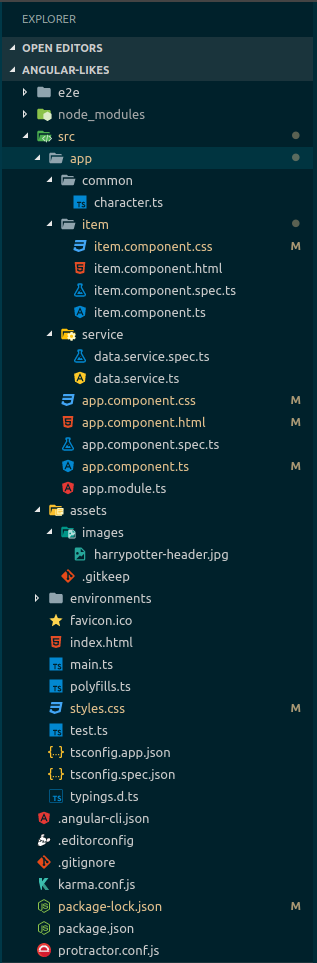 EXPLORER
OPEN EDITORS
ANGULAR-LIKES
e2e
node_modules
src
app
common
TS character.ts
item
item.component.css M
item.component.html
item.component.spec.ts
item.component.ts
service
data.service.spec.ts
data.service.ts
app.component.css M
app.component.html M
app.component.spec.ts
app.component.ts M
app.module.ts
assets
images
harrypotter-header.jpg
.gitkeep
environments
favicon.ico
index.html
TS main.ts
TS polyfills.ts
styles.css M
TS test.ts
{..} tsconfig.app.json
{..} tsconfig.spec.json
TS typings.d.ts
.angular-cli.json
.editorconfig
.gitignore
K karma.conf.js
package-lock.json M
package.json
protractor.conf.js